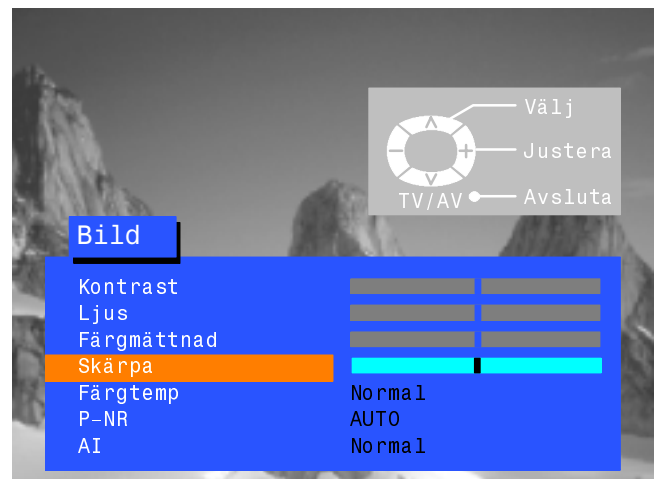 Välj
Justera
TV/AV Avsluta
Bild
Kontrast
Ljus
Färgmättnad
Skärpa
Färgtemp Normal
P-NR AUTO
AI Normal